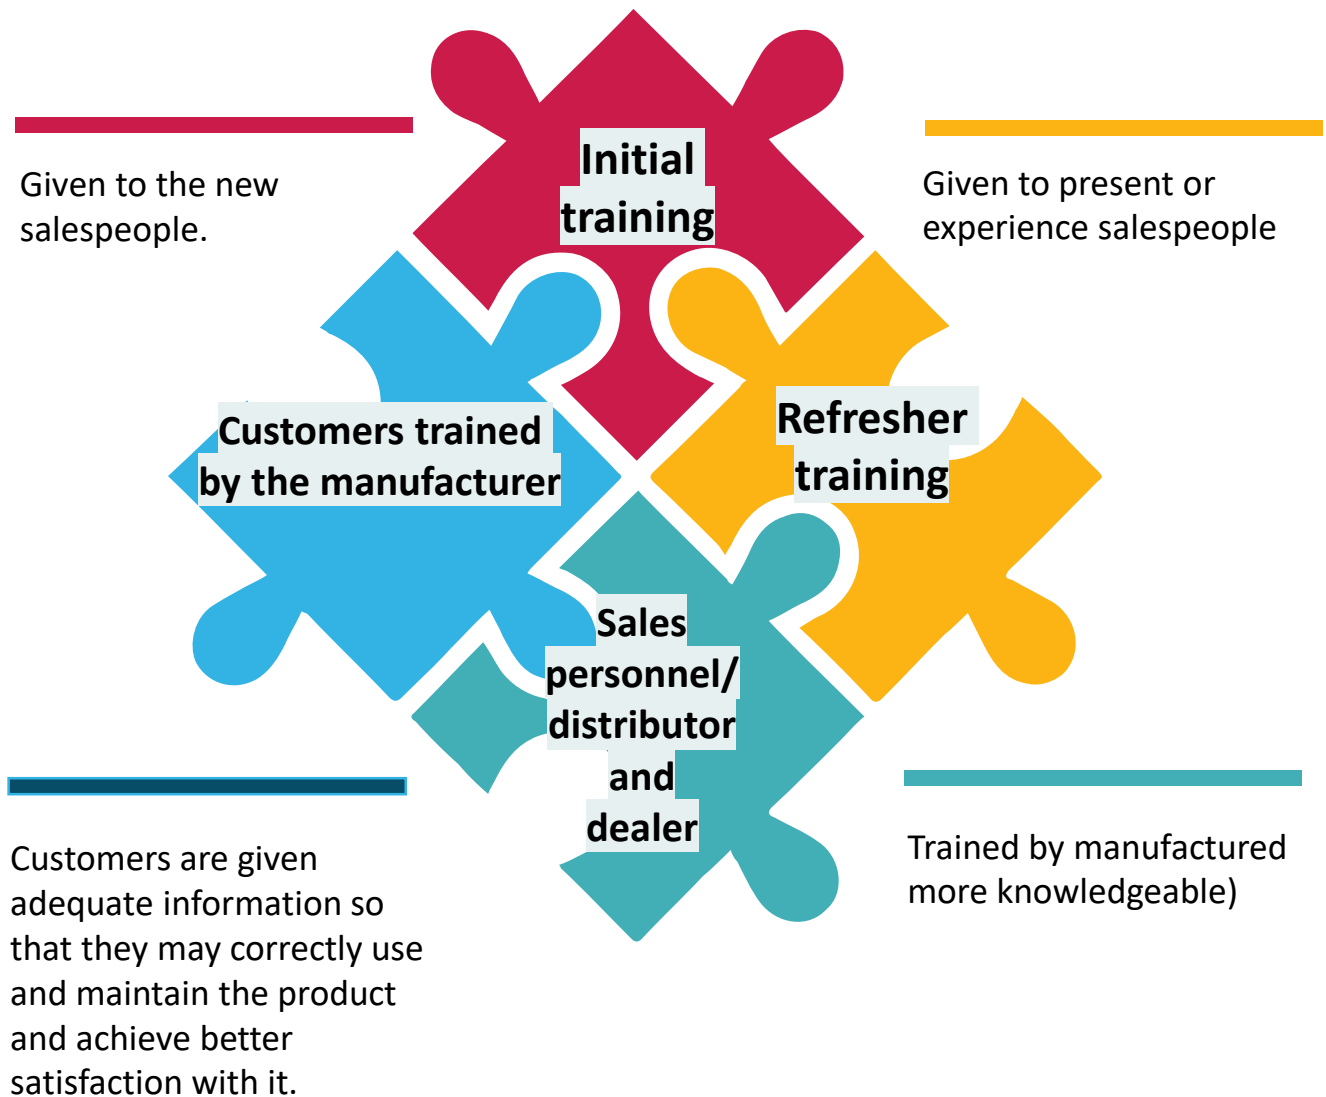 Initial
training
Given to the new
salespeople.
Given to present or
experience salespeople
Customers trained
by the manufacturer
Refresher
training
Sales
personnel/
distributor
and
dealer
Customers are given
adequate information so
that they may correctly use
and maintain the product
and achieve better
satisfaction with it.
Trained by manufactured
more knowledgeable)